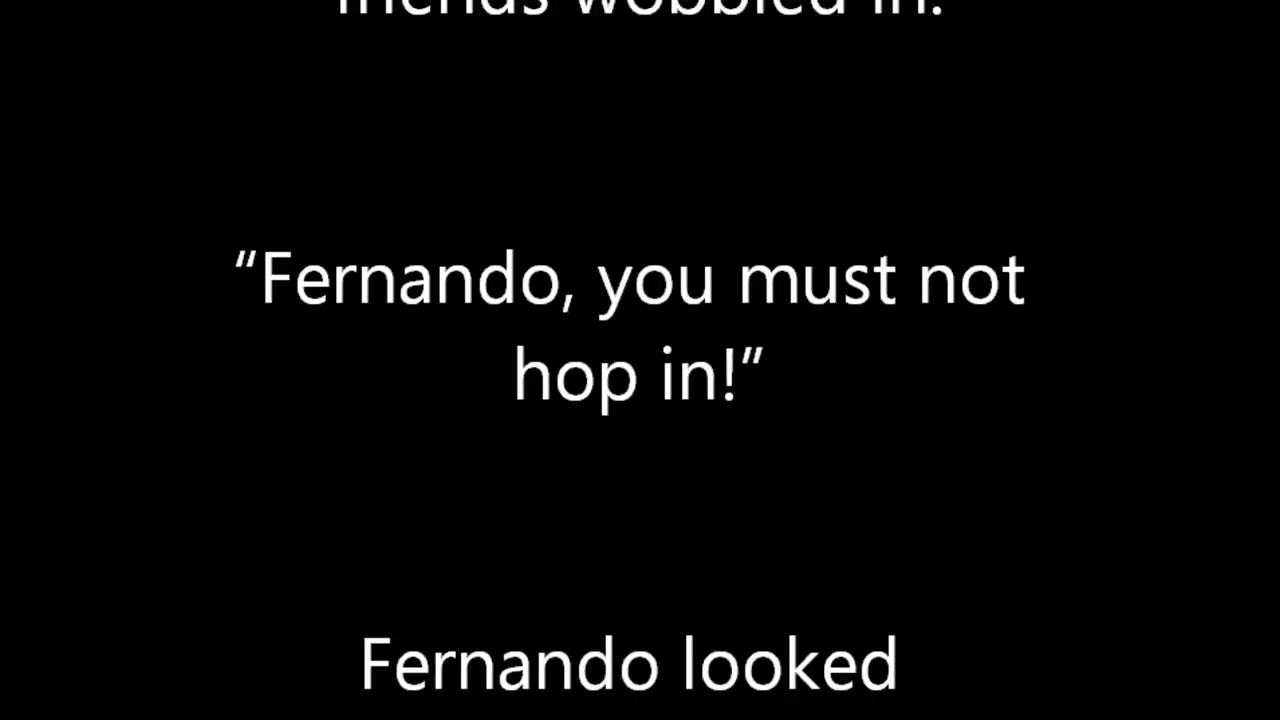 friends wobbled in.
“Fernando, you must not
hop in!”
Fernando looked